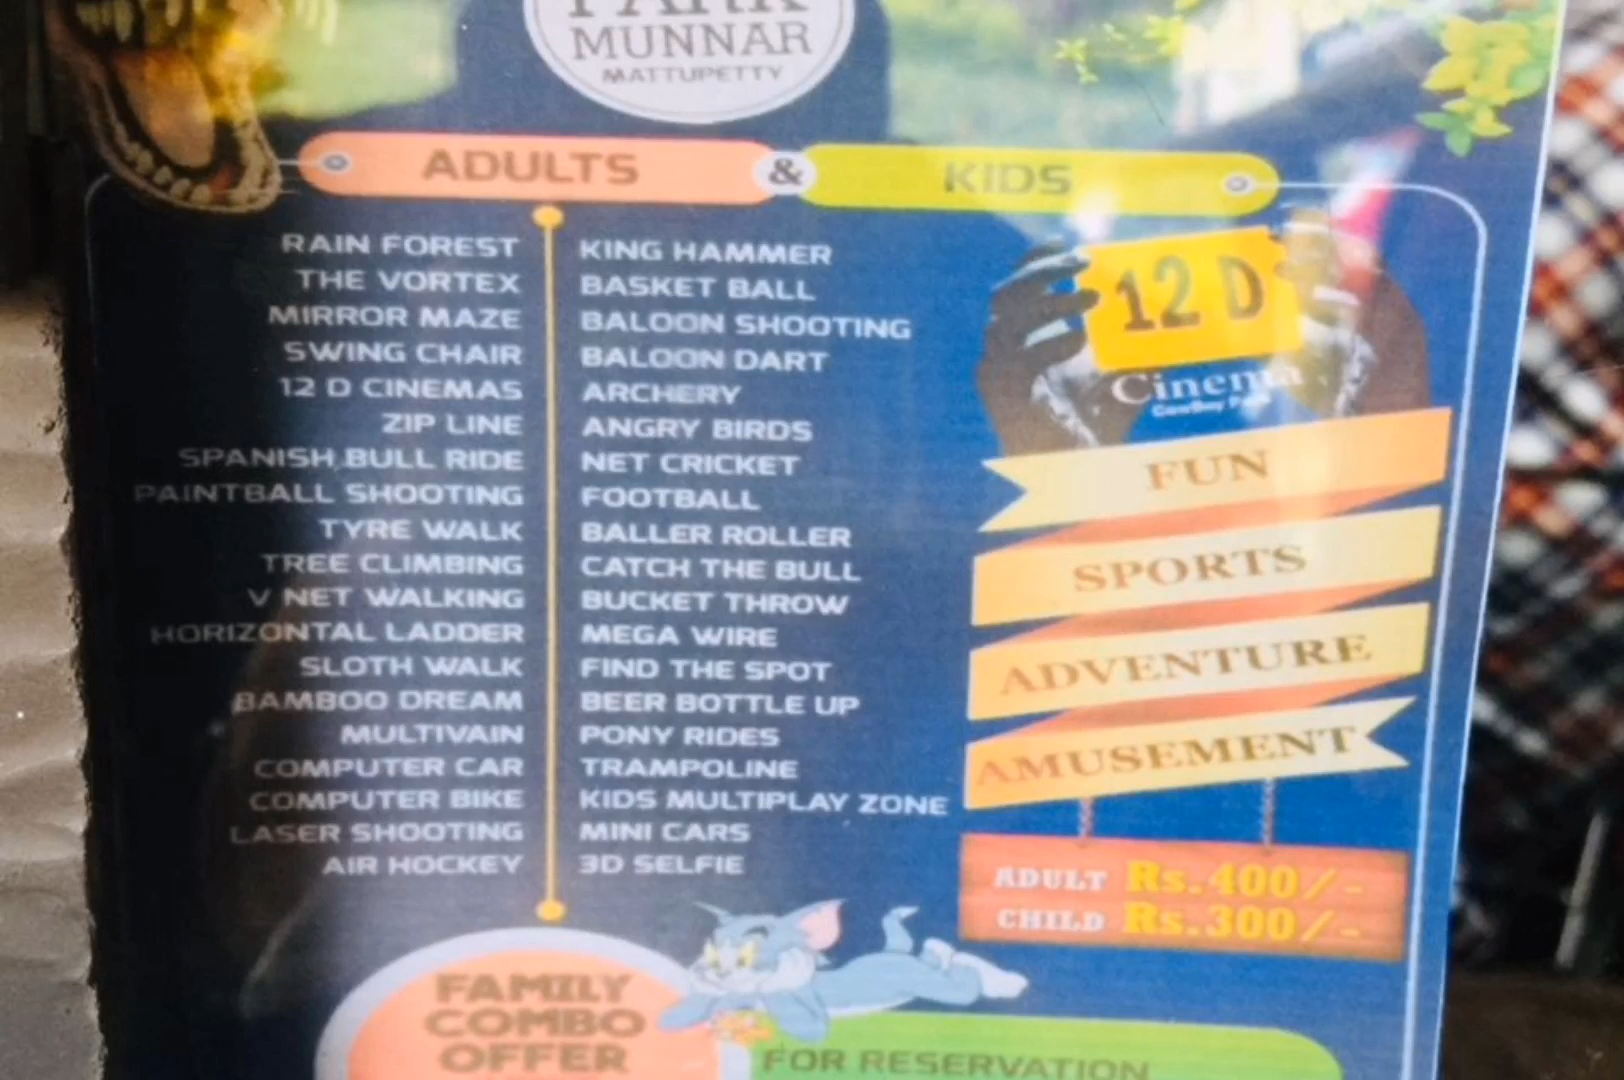 PARK
MUNNAR
MATTUPETTY
ADULTS & KIDS
RAIN FOREST
THE VORTEX
MIRROR MAZE
SWING CHAIR
12 D CINEMAS
ZIP LINE
SPANISH BULL RIDE
PAINTBALL SHOOTING
TYRE WALK
TREE CLIMBING
V NET WALKING
HORIZONTAL LADDER
SLOTH WALK
BAMBOO DREAM
MULTIVAIN
COMPUTER CAR
COMPUTER BIKE
LASER SHOOTING
AIR HOCKEY
KING HAMMER
BASKET BALL
BALOON SHOOTING
BALOON DART
ARCHERY
ANGRY BIRDS
NET CRICKET
FOOTBALL
BALLER ROLLER
CATCH THE BULL
BUCKET THROW
MEGA WIRE
FIND THE SPOT
BEER BOTTLE UP
PONY RIDES
TRAMPOLINE
KIDS MULTIPLAY ZONE
MINI CARS
3D SELFIE
12 D
Cinema
CowBoy Park
FUN
SPORTS
ADVENTURE
AMUSEMENT
ADULT Rs.400/-
CHILD Rs.300/-
FAMILY
COMBO
OFFER
FOR RESERVATION